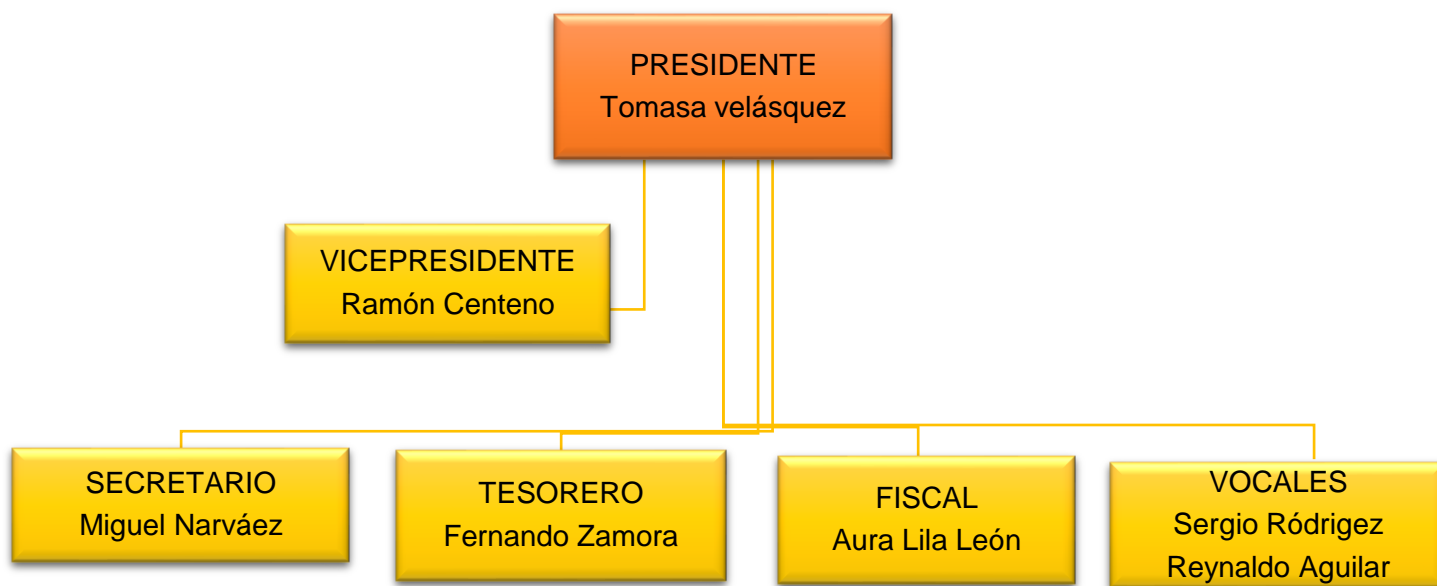 PRESIDENTE
Tomasa velásquez
VICEPRESIDENTE
Ramón Centeno
SECRETARIO
Miguel Narváez
TESORERO
Fernando Zamora
FISCAL
Aura Lila León
VOCALES
Sergio Ródrigez
Reynaldo Aguilar